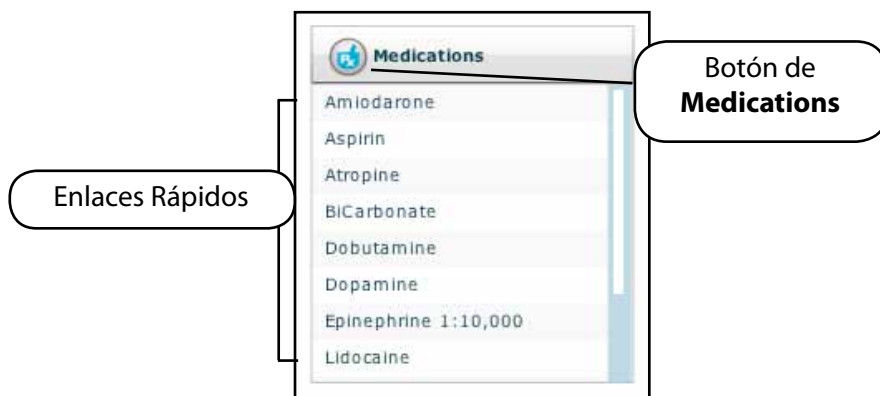 Medications
Botón de
Medications
Amiodarone
Aspirin
Atropine
Enlaces Rápidos
BiCarbonate
Dobutamine
Dopamine
Epinephrine 1:10,000
Lidocaine